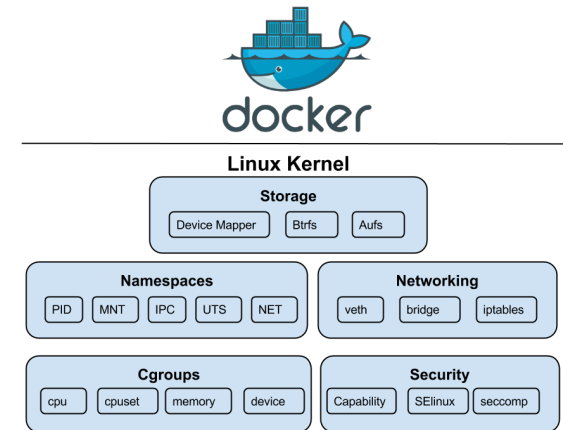 docker
Linux Kernel
Storage
Device Mapper Btrfs Aufs
Namespaces
PID MNT IPC UTS NET
Networking
veth bridge iptables
Cgroups
cpu cpuset memory device
Security
Capability SElinux seccomp